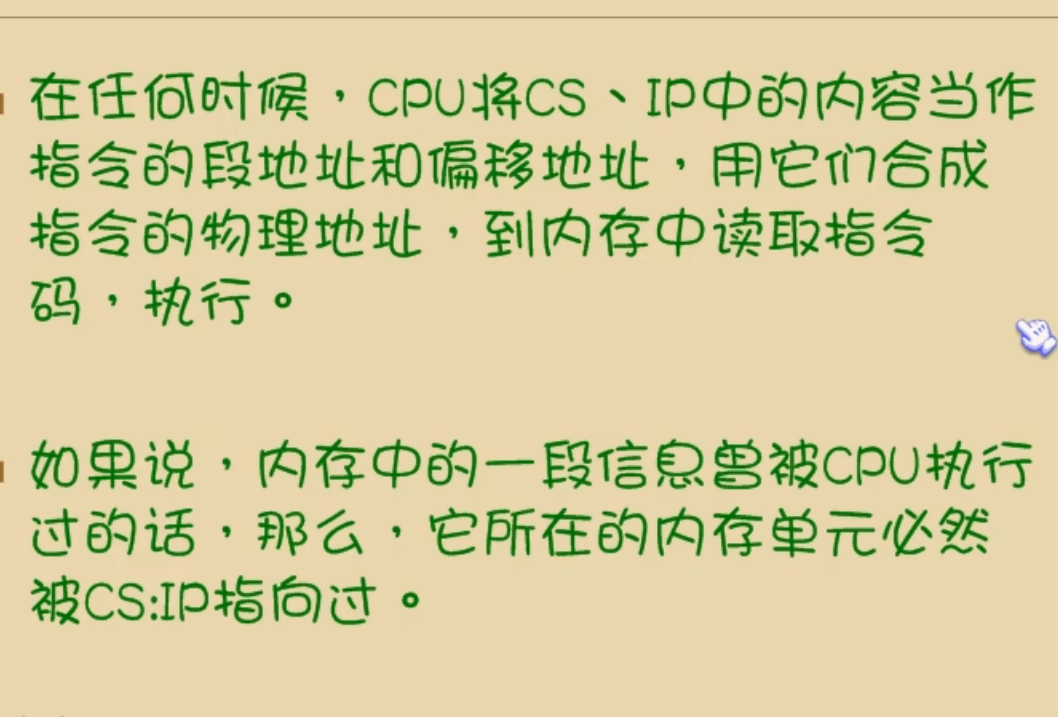 在任何时候，CPU将CS、IP中的内容当作
指令的段地址和偏移地址，用它们合成
指令的物理地址，到内存中读取指令
码，执行。
如果说，内存中的一段信息曾被CPU执行
过的话，那么，它所在的内存单元必然
被CS:IP指向过。